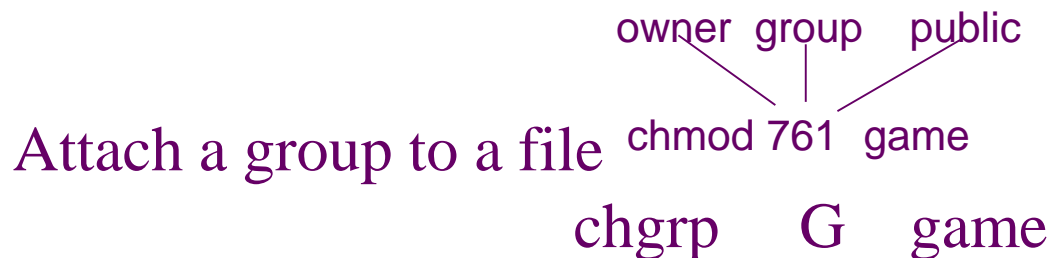 owner group public
chmod 761 game
Attach a group to a file
chgrp G game